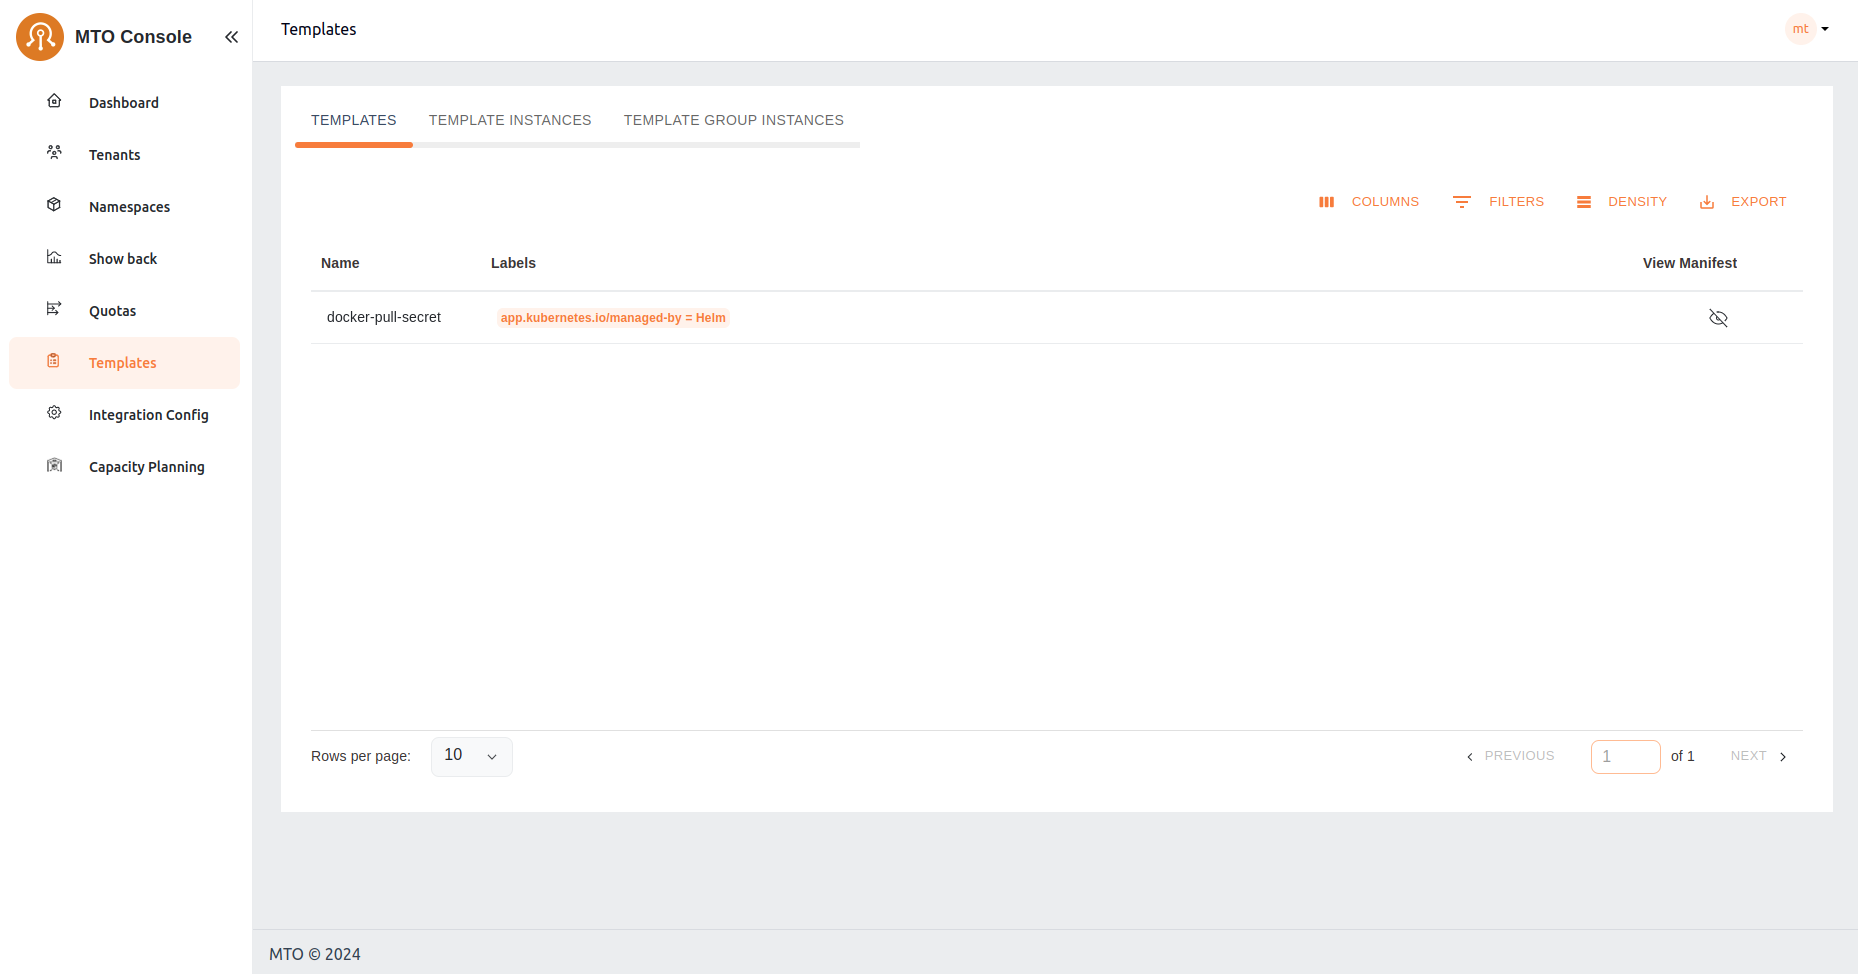 MTO Console
Templates
mt
Dashboard
Tenants
Namespaces
Show back
Quotas
Templates
Integration Config
Capacity Planning
TEMPLATES TEMPLATE INSTANCES TEMPLATE GROUP INSTANCES
COLUMNS FILTERS DENSITY EXPORT
Name Labels View Manifest
docker-pull-secret app.kubernetes.io/managed-by = Helm
Rows per page: 10 PREVIOUS 1 of 1 NEXT
MTO © 2024